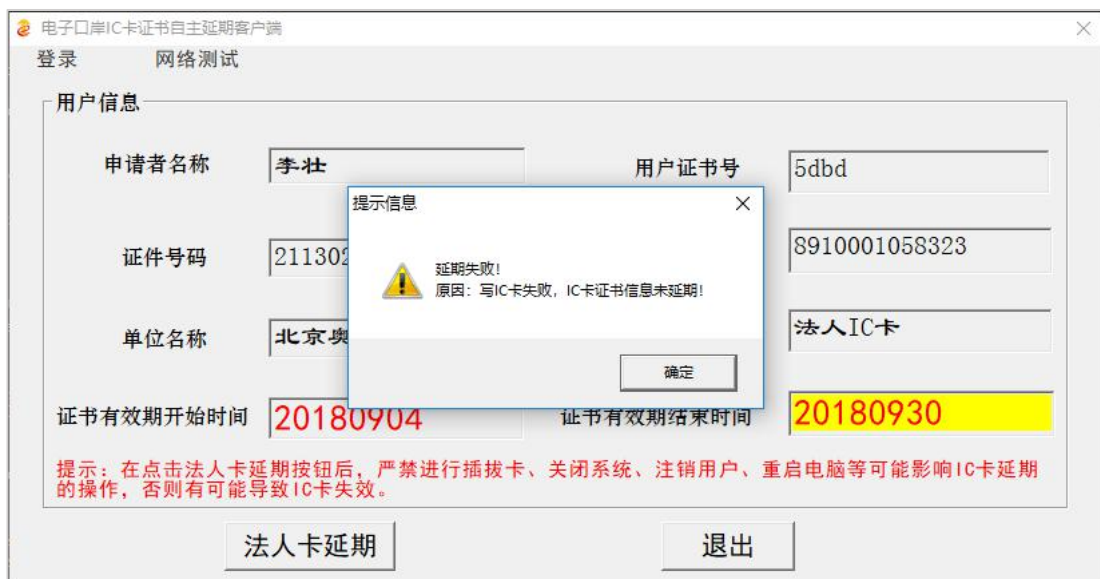 电子口岸IC卡证书自主延期客户端
登录 网络测试
用户信息
申请者名称 李壮 用户证书号 5dbd
提示信息
延期失败!
原因: 写IC卡失败, IC卡证书信息未延期!
确定
证件号码 211302 8910001058323
单位名称 北京奥 法人IC卡
证书有效期开始时间 20180904 证书有效期结束时间 20180930
提示: 在点击法人卡延期按钮后, 严禁进行插拔卡、关闭系统、注销用户、重启电脑等可能影响IC卡延期
的操作, 否则有可能导致IC卡失效。
法人卡延期 退出